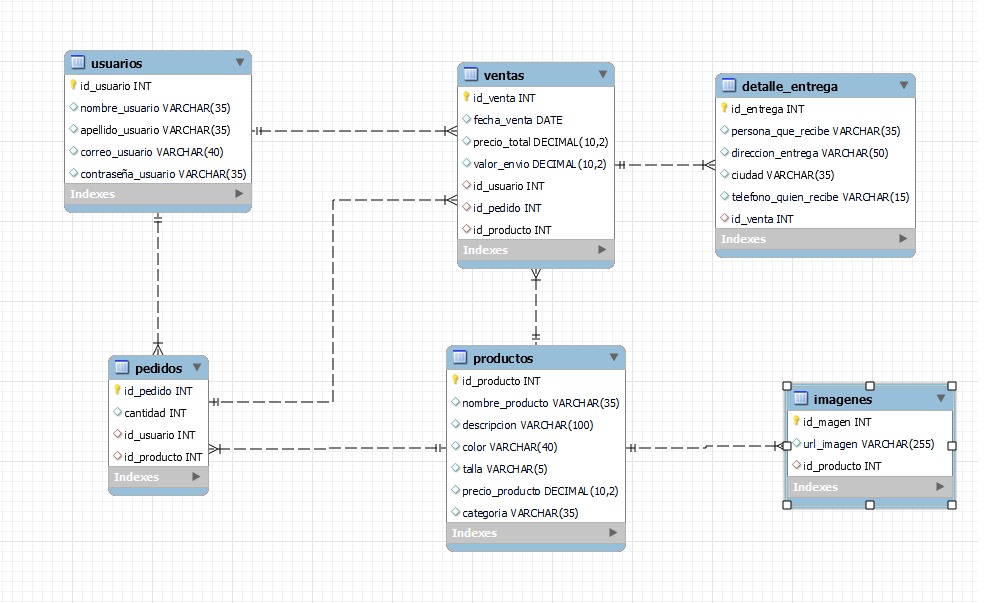 usuarios
id_usuario INT
nombre_usuario VARCHAR(35)
apellido_usuario VARCHAR(35)
correo_usuario VARCHAR(40)
contraseña_usuario VARCHAR(35)
Indexes
ventas
id_venta INT
fecha_venta DATE
precio_total DECIMAL(10,2)
valor_envio DECIMAL(10,2)
id_usuario INT
id_pedido INT
id_producto INT
Indexes
detalle_entrega
id_entrega INT
persona_que_recibe VARCHAR(35)
direccion_entrega VARCHAR(50)
ciudad VARCHAR(35)
telefono_quien_recibe VARCHAR(15)
id_venta INT
Indexes
pedidos
id_pedido INT
cantidad INT
id_usuario INT
id_producto INT
Indexes
productos
id_producto INT
nombre_producto VARCHAR(35)
descripcion VARCHAR(100)
color VARCHAR(40)
talla VARCHAR(5)
precio_producto DECIMAL(10,2)
categoria VARCHAR(35)
Indexes
imagenes
id_magen INT
url_imagen VARCHAR(255)
id_producto INT
Indexes